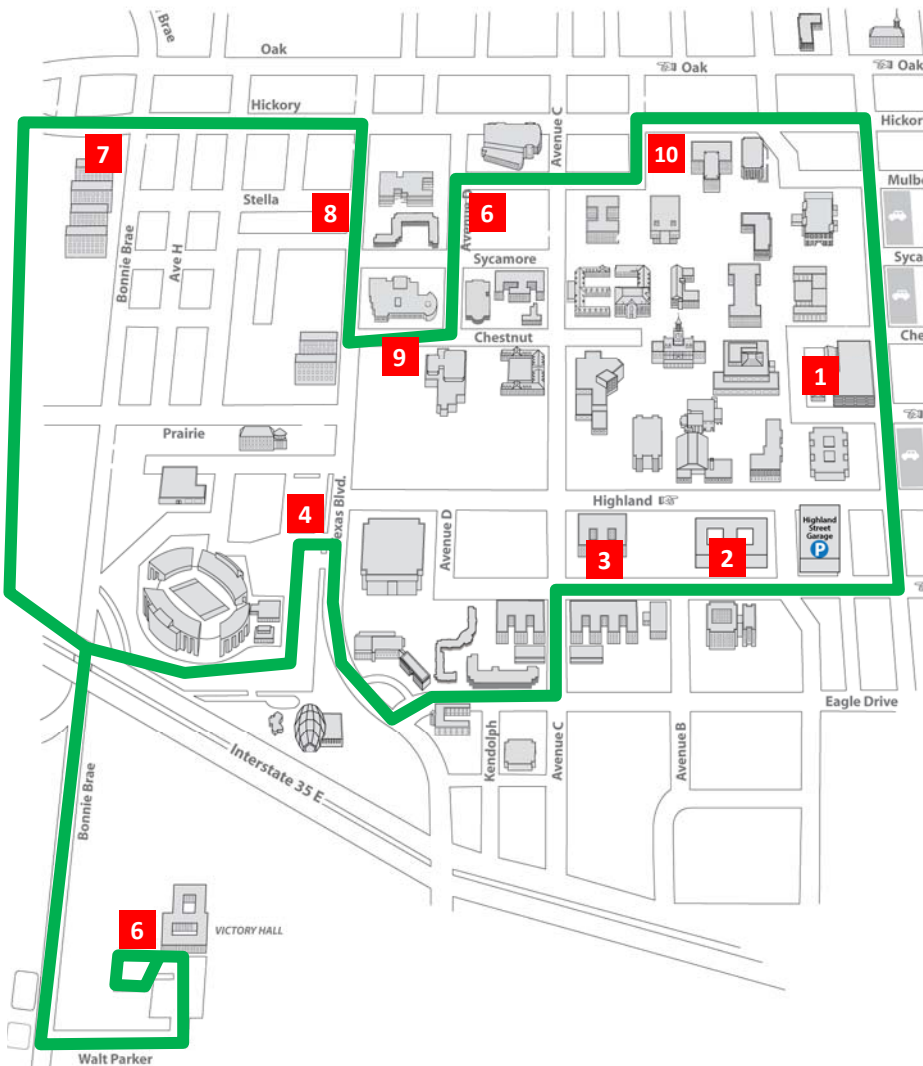 Brae
Oak
Oak
Oak
Hickory
Hickor
Avenue C
7
10
Mulbe
Stella
8
6
Avenue D
Bonnie Brae
Ave H
Sycamore
Syca
Chestnut
Che
9
1
Prairie
4
Texas Blvd.
Highland
Avenue D
3
2
Highland
Street
Garage
P
Eagle Drive
Kendolph
Avenue C
Avenue B
Interstate 35 E
Bonnie Brae
6
VICTORY HALL
Walt Parker